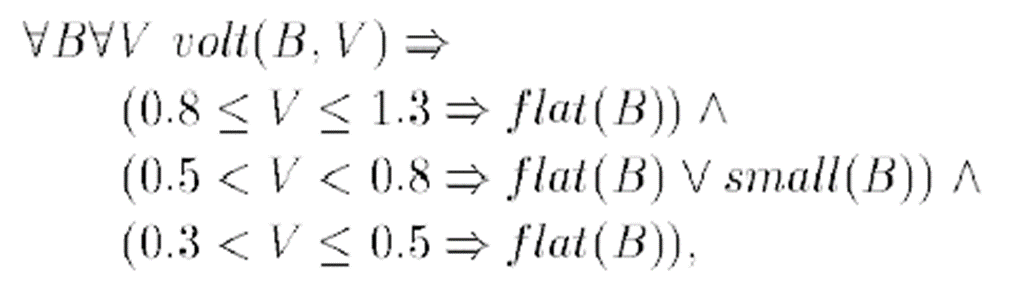 ∀B∀V volt(B, V) ⇒
(0.8 ≤ V ≤ 1.3 ⇒ flat(B)) ∧
(0.5 < V < 0.8 ⇒ flat(B) ∨ small(B)) ∧
(0.3 < V ≤ 0.5 ⇒ flat(B)),